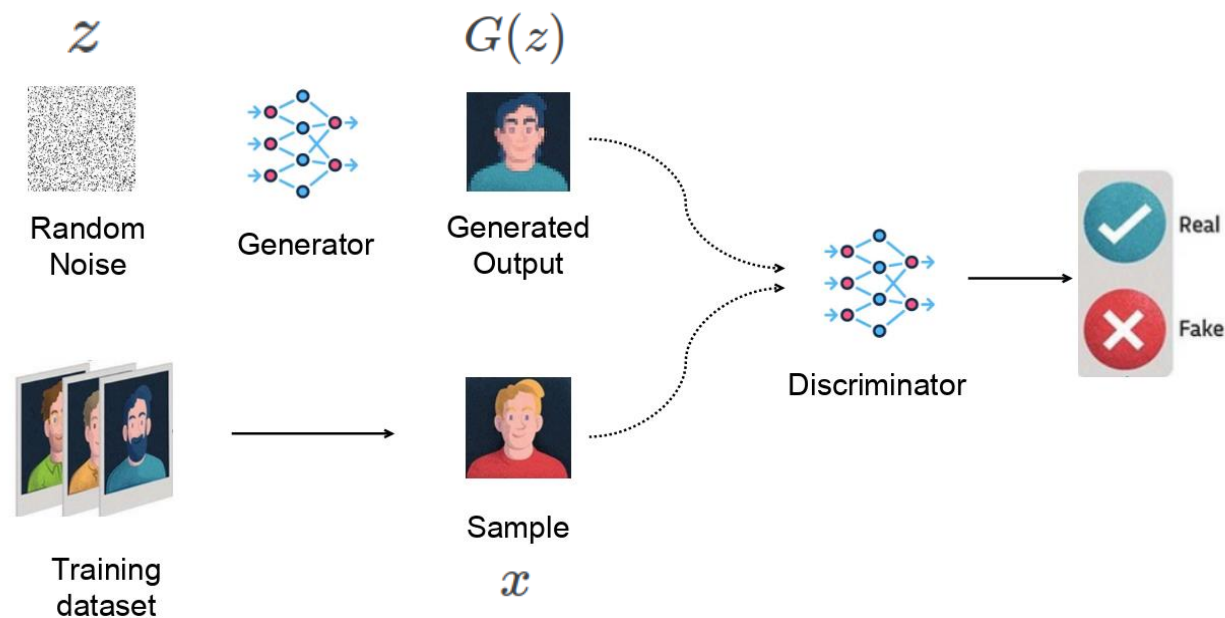 z
G(z)
Random
Noise
Generator
Generated
Output
Real
Fake
Discriminator
Training
dataset
Sample
x